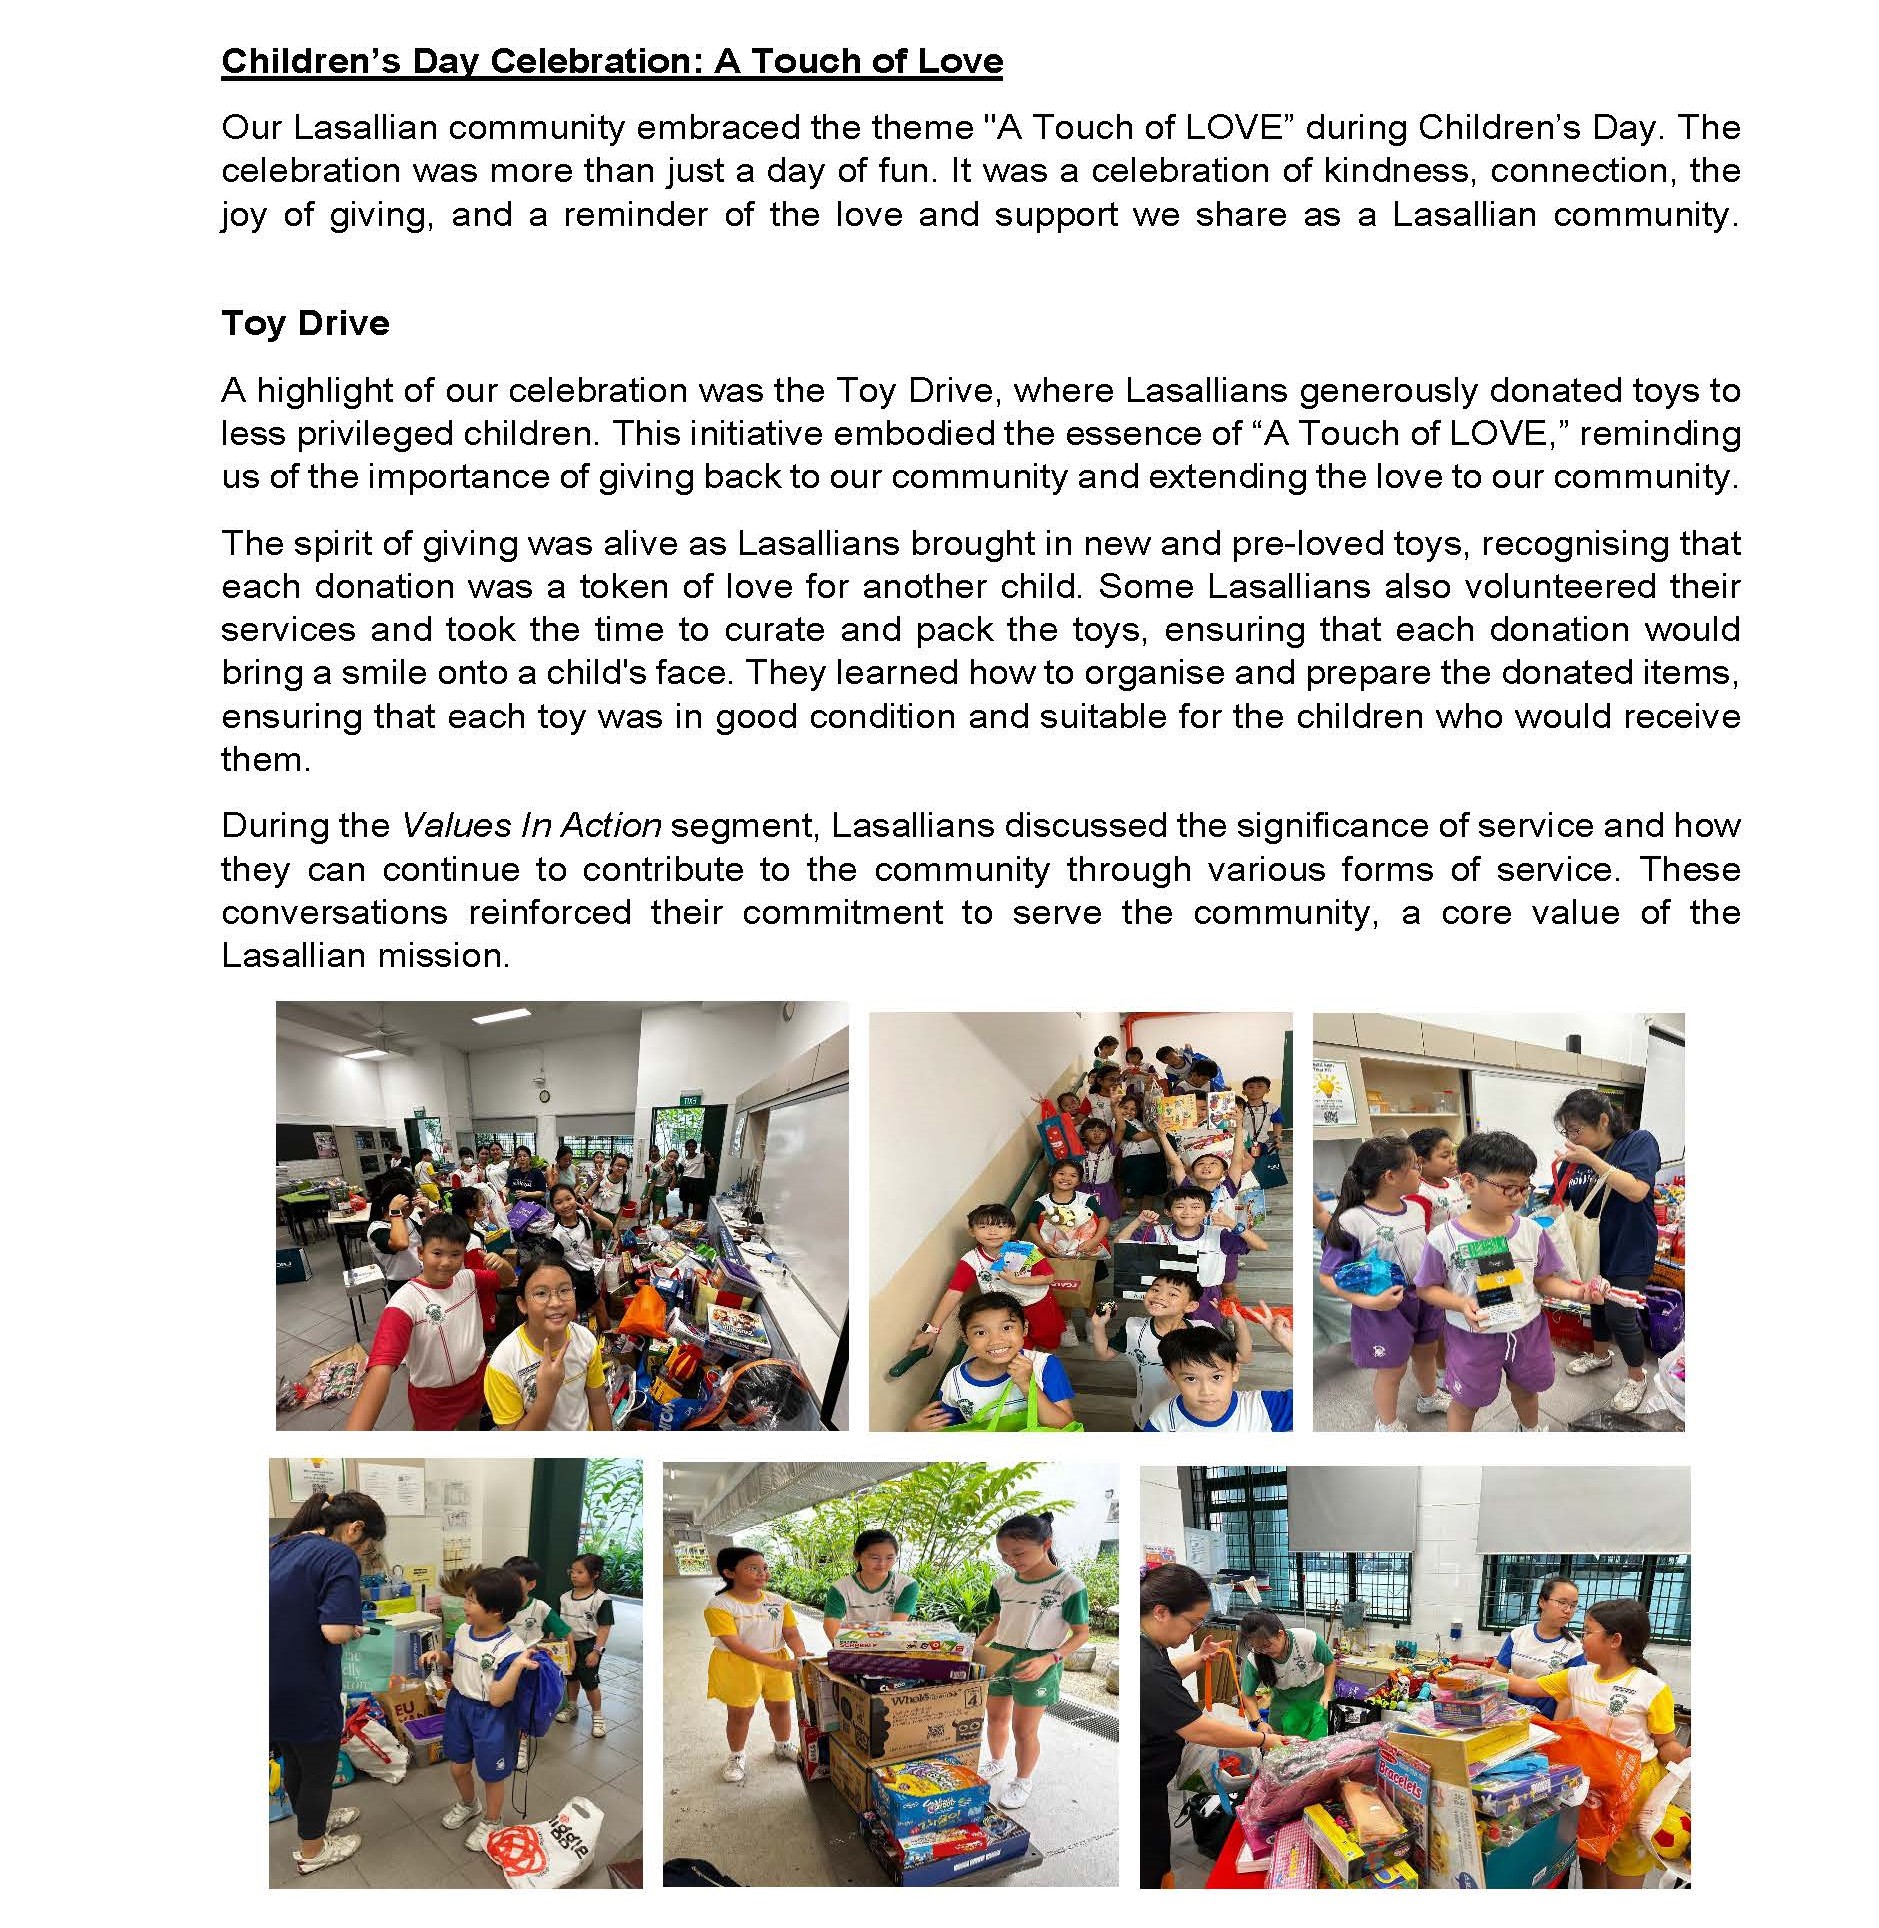 Children’s Day Celebration: A Touch of Love
Our Lasallian community embraced the theme "A Touch of LOVE” during Children’s Day. The
celebration was more than just a day of fun. It was a celebration of kindness, connection, the
joy of giving, and a reminder of the love and support we share as a Lasallian community.
Toy Drive
A highlight of our celebration was the Toy Drive, where Lasallians generously donated toys to
less privileged children. This initiative embodied the essence of “A Touch of LOVE,” reminding
us of the importance of giving back to our community and extending the love to our community.
The spirit of giving was alive as Lasallians brought in new and pre-loved toys, recognising that
each donation was a token of love for another child. Some Lasallians also volunteered their
services and took the time to curate and pack the toys, ensuring that each donation would
bring a smile onto a child's face. They learned how to organise and prepare the donated items,
ensuring that each toy was in good condition and suitable for the children who would receive
them.
During the Values In Action segment, Lasallians discussed the significance of service and how
they can continue to contribute to the community through various forms of service. These
conversations reinforced their commitment to serve the community, a core value of the
Lasallian mission.
EXIT
Bracelets